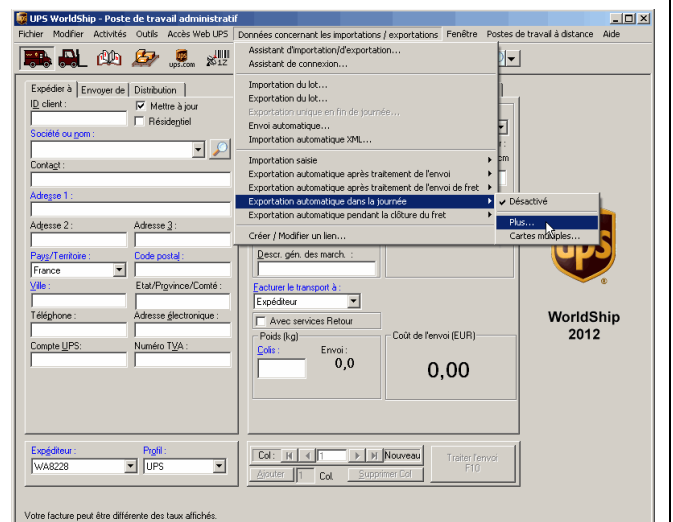 UPS WorldShip - Poste de travail administratif
Fichier Modifier Activités Outils Accès Web UPS Données concernant les importations / exportations Fenêtre Postes de travail à distance Aide
ups.com
1Z
Assistant d'importation/d'exportation...
Assistant de connexion...
Importation du lot...
Exportation du lot...
Exportation unique en fin de journée...
Envoi automatique...
Importation automatique XML...
Importation saisie
Exportation automatique après traitement de l'envoi
Exportation automatique après traitement de l'envoi de fret
Exportation automatique dans la journée
Exportation automatique pendant la clôture du fret
Créer / Modifier un lien...
Désactivé
Plus...
Cartes multiples...
cm
Expédier à Envoyer de Distribution
ID client :
Mettre à jour
Résidentiel
Société ou nom :
Contact :
Adresse 1 :
Adresse 2 : Adresse 3 :
Pays/Territoire : Code postal :
France
Ville : Etat/Province/Comté :
Téléphone : Adresse électronique :
Compte UPS: Numéro TVA :
Descr. gén. des march. :
Facturer le transport à :
Expéditeur
Avec services Retour
Poids (kg)
Colis : Envoi :
0,0
Coût de l'envoi (EUR)
0,00
ups
WorldShip
2012
Expéditeur : Profil :
WA8228 UPS
Col : 1 Nouveau
Ajouter 1 Col. Supprimer Col
Traiter l'envoi
F10
Votre facture peut être différente des taux affichés.